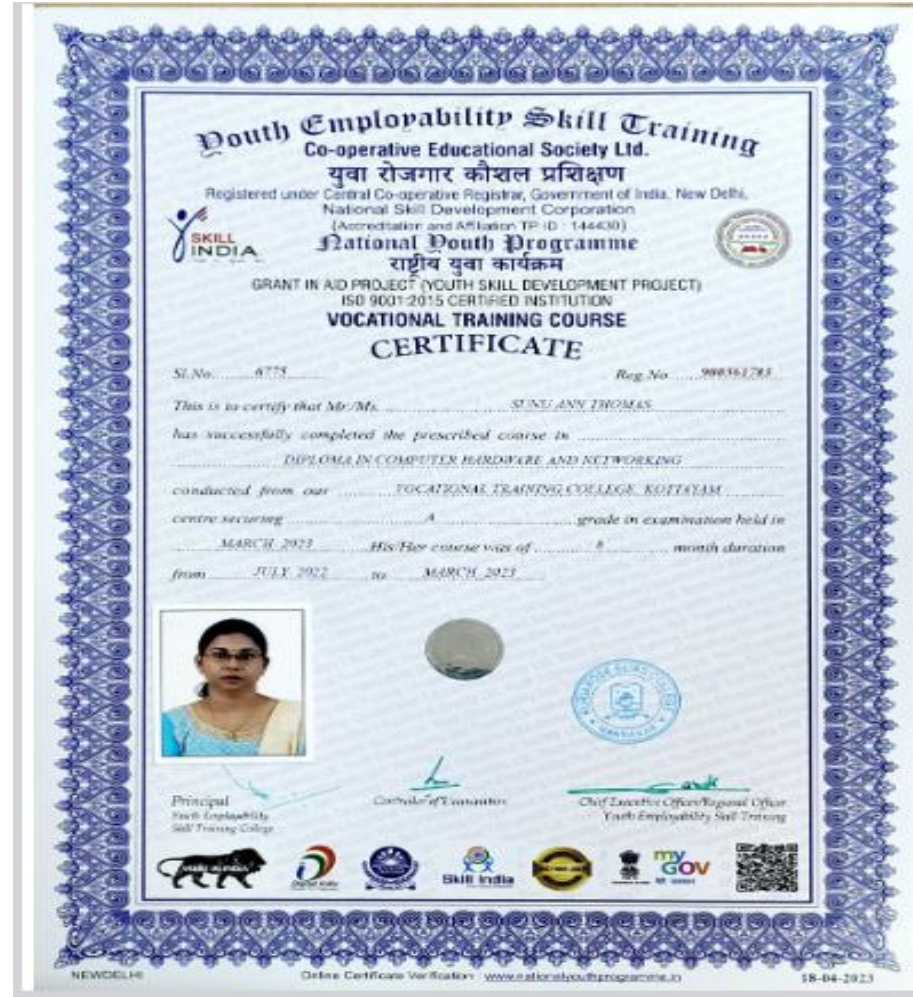 Youth Employability Skill Training
Co-operative Educational Society Ltd.
युवा रोजगार कौशल प्रशिक्षण
Registered under Central Co-operative Registrar, Government of India, New Delhi,
National Skill Development Corporation
(Accreditation and Affiliation TP ID : 144430)
SKILL INDIA
National Youth Programme
राष्ट्रीय युवा कार्यक्रम
GRANT IN AID PROJECT (YOUTH SKILL DEVELOPMENT PROJECT)
ISO 9001:2015 CERTIFIED INSTITUTION
VOCATIONAL TRAINING COURSE
CERTIFICATE
Sl.No. 6775 Reg.No. 900361783
This is to certify that Mr./Ms. SUNU ANN THOMAS
has successfully completed the prescribed course in
DIPLOMA IN COMPUTER HARDWARE AND NETWORKING
conducted from our VOCATIONAL TRAINING COLLEGE KOTTAYAM
centre securing A grade in examination held in
MARCH 2023 His/Her course was of month duration
from JULY 2022 to MARCH 2023
Principal
Youth Employability
Skill Training College
Controller of Examination
Chief Executive Officer/Regional Officer
Youth Employability Skill Training
MAKE IN INDIA
Digital India
Skill India
my
GOV
मेरी सरकार
NEWDELHI Online Certificate Verification : www.nationalyouthprogramme.in 18-04-2023